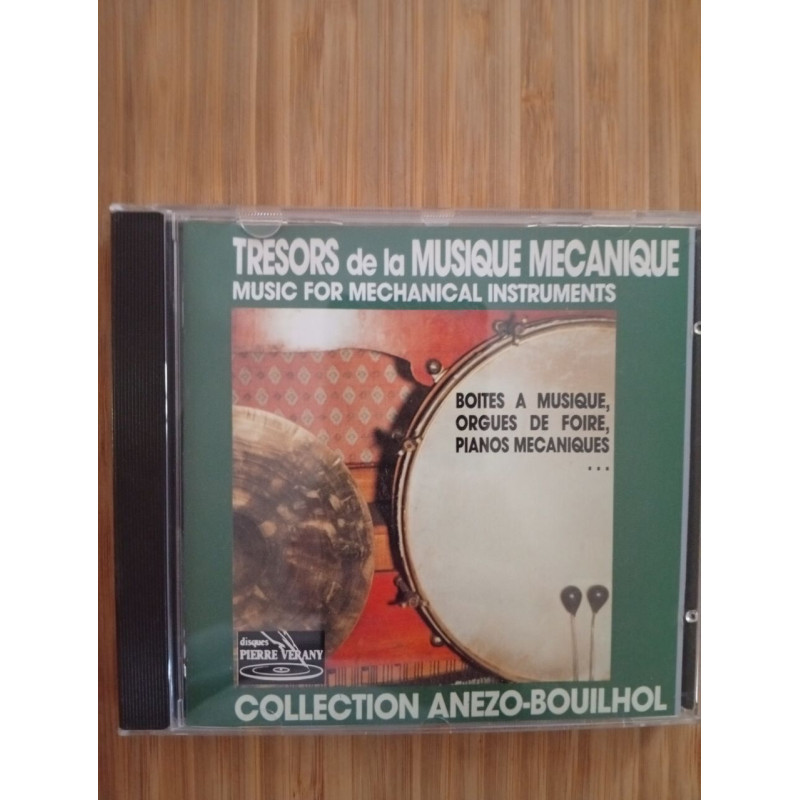 TRESORS de la MUSIQUE MECANIQUE
MUSIC FOR MECHANICAL INSTRUMENTS
BOITES A MUSIQUE,
ORGUES DE FOIRE,
PIANOS MECANIQUES
...
disques
PIERRE VERANY
COLLECTION ANEZO-BOUILHOL